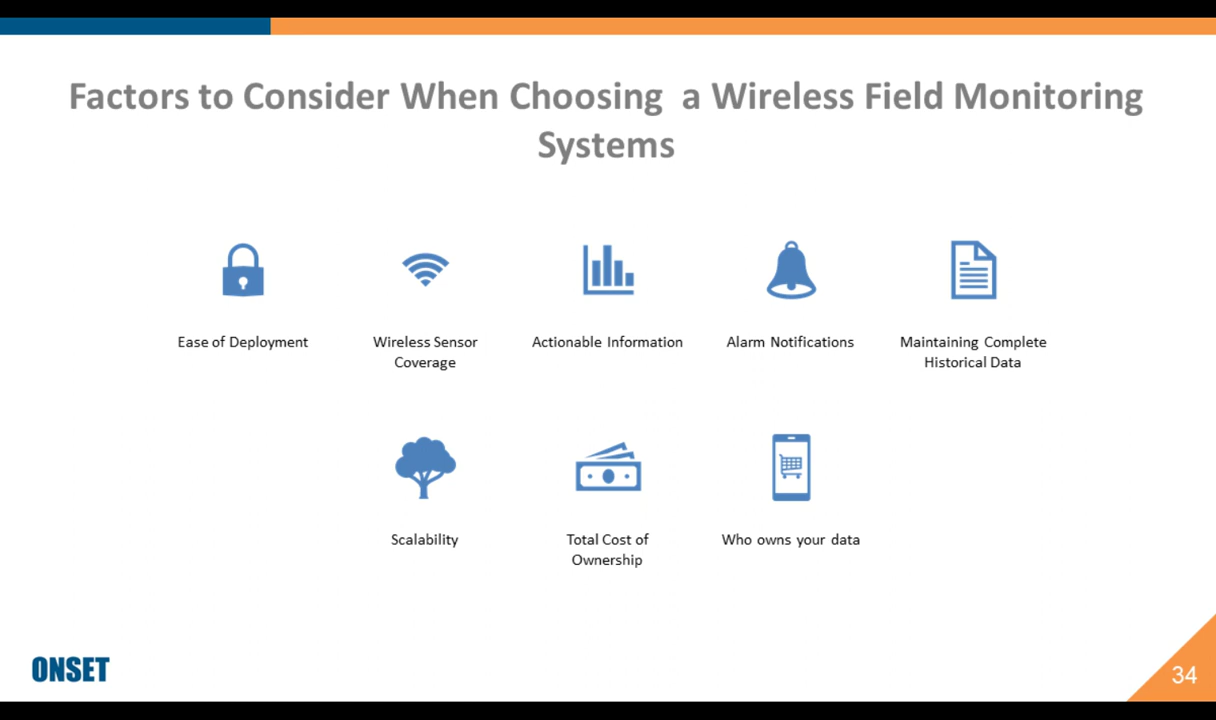 Factors to Consider When Choosing  a Wireless Field Monitoring
Systems
Ease of Deployment
Wireless Sensor
Coverage
Actionable Information
Alarm Notifications
Maintaining Complete
Historical Data
Scalability
Total Cost of
Ownership
Who owns your data
ONSET
34